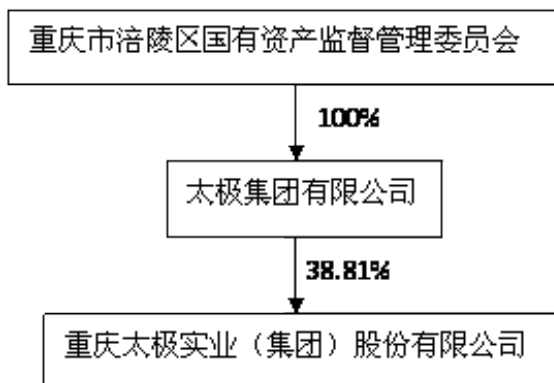 重庆市涪陵区国有资产监督管理委员会
100%
太极集团有限公司
38.81%
重庆太极实业（集团）股份有限公司